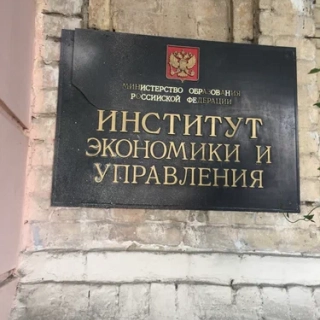 МИНИСТЕРСТВО ОБРАЗОВАНИЯ
РОССИЙСКОЙ ФЕДЕРАЦИИ
ИНСТИТУТ
ЭКОНОМИКИ И
УПРАВЛЕНИЯ